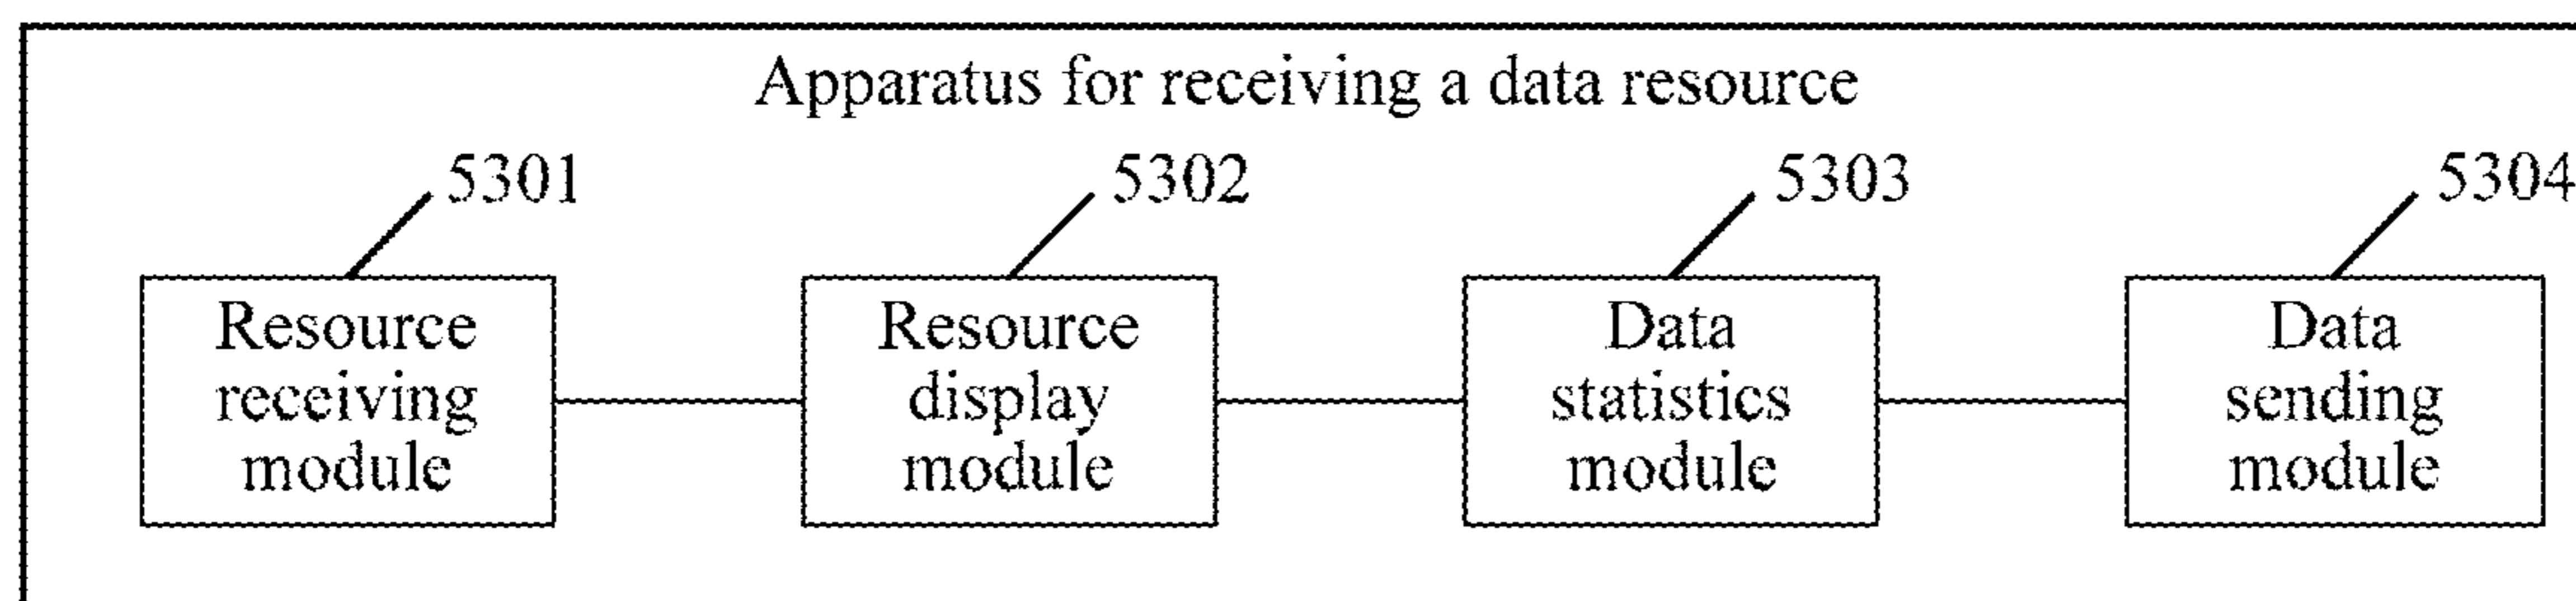 Apparatus for receiving a data resource
5301
5302
5303
5304
Resource
receiving
module
Resource
display
module
Data
statistics
module
Data
sending
module